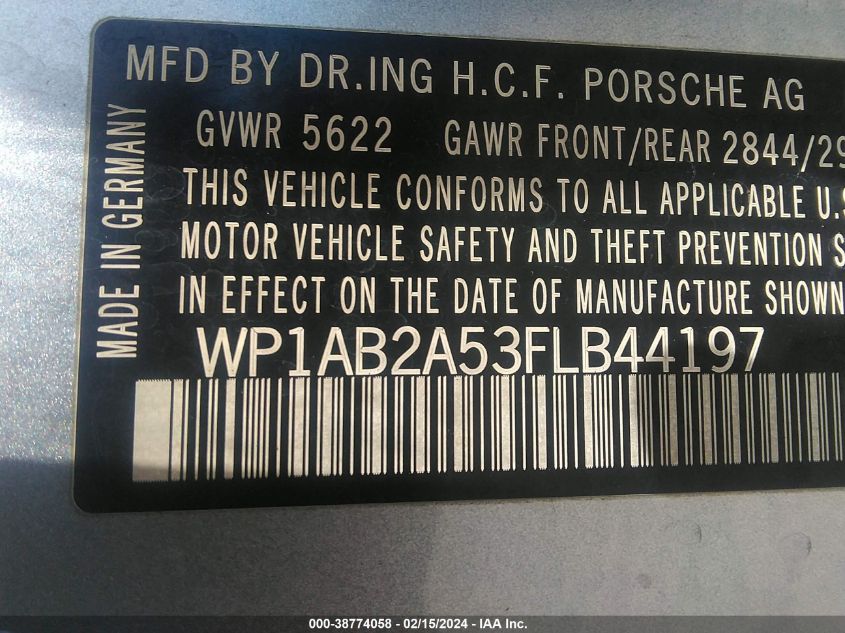 MFD BY DR.ING H.C.F. PORSCHE AG
GVWR 5622 GAWR FRONT/REAR 2844/29
THIS VEHICLE CONFORMS TO ALL APPLICABLE U.S
MOTOR VEHICLE SAFETY AND THEFT PREVENTION S
IN EFFECT ON THE DATE OF MANUFACTURE SHOWN
WP1AB2A53FLB44197
MADE IN GERMANY
000-38774058 - 02/15/2024 - IAA Inc.